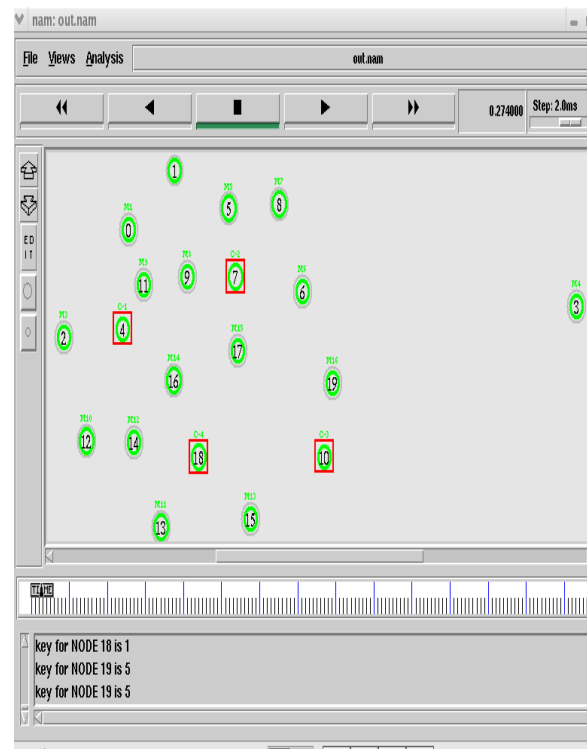 nam: out.nam
File Views Analysis out.nam
0.274000 Step: 2.0ms
ED
IT
1
M5
5
M7
8
M1
0
M3
11
M9
9
C-2
7
M6
6
M4
3
C-1
4
M2
2
M15
17
M14
16
M16
19
M10
12
M12
14
C-4
18
C-3
10
M11
13
M13
15
TIME
key for NODE 18 is 1
key for NODE 19 is 5
key for NODE 19 is 5